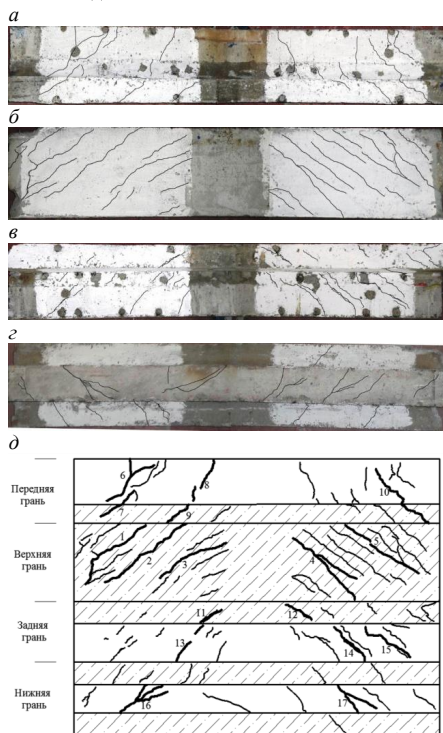 а
б
в
г
д
6
8
10
Передняя
грань
7
9
1
5
Верхняя
грань
2
3
4
11
12
Задняя
грань
13
14
15
Нижняя
грань
16
17